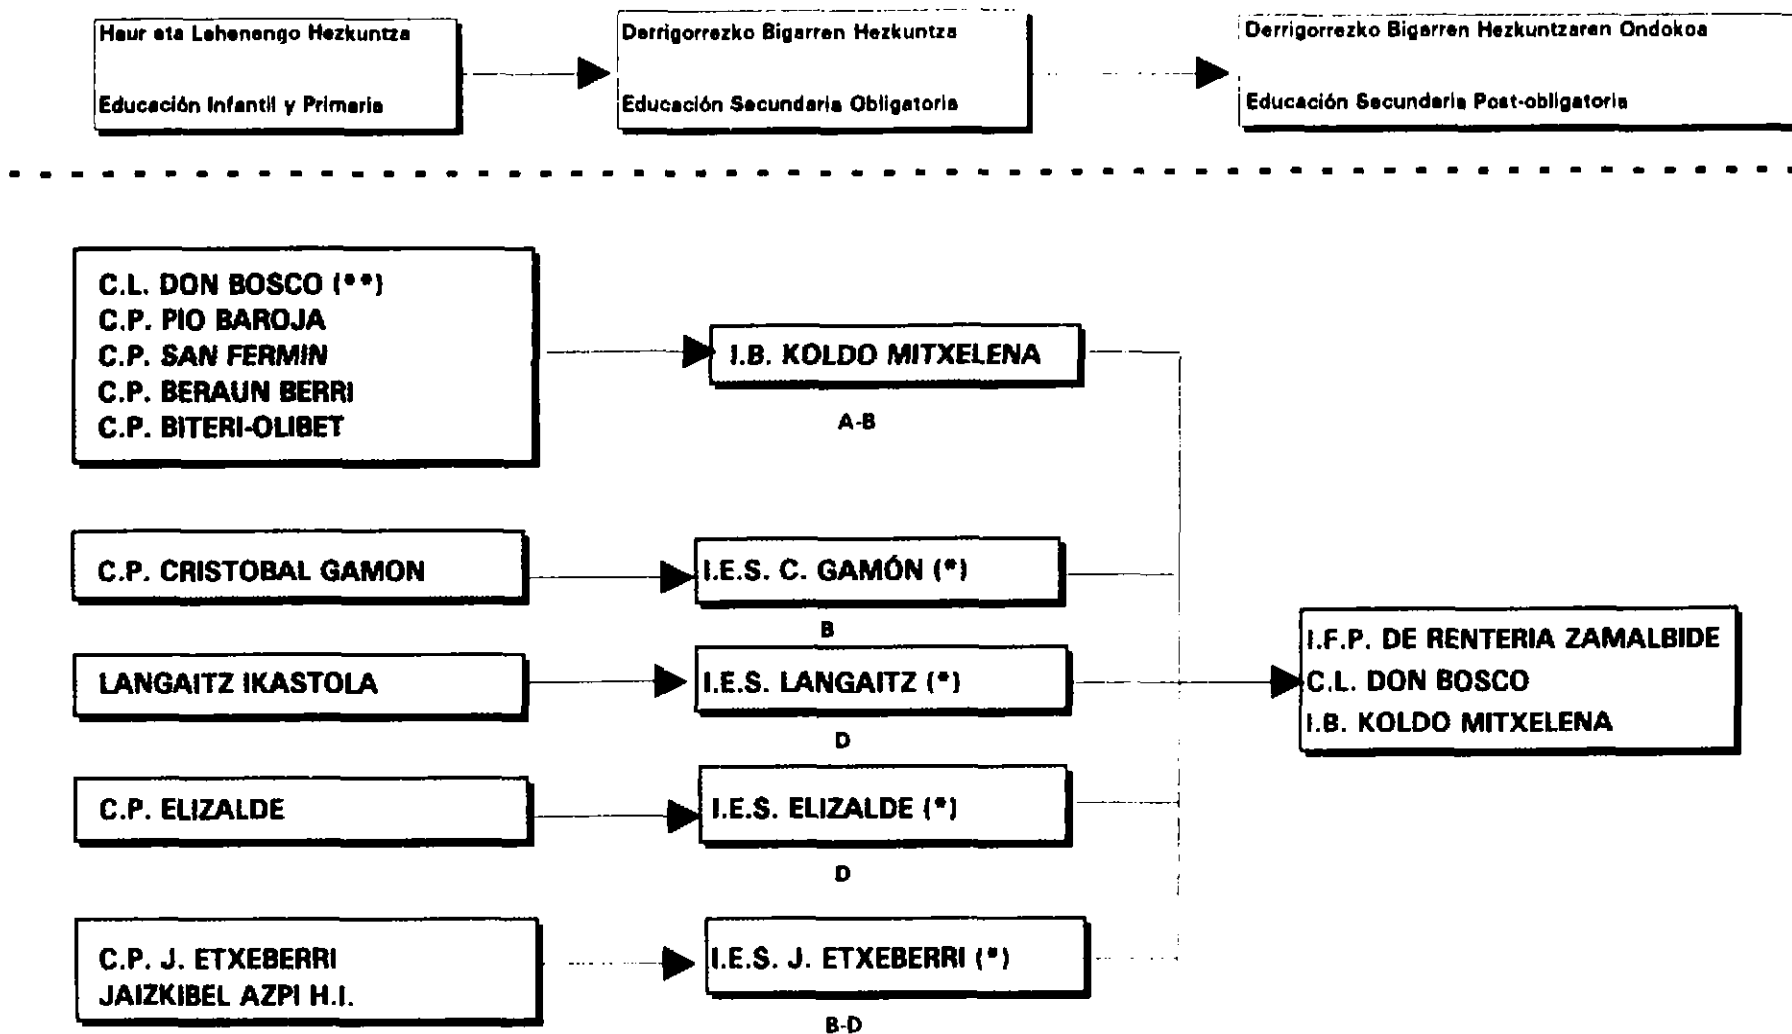 Haur eta Lehenengo Hezkuntza
Educación Infantil y Primaria
Derrigorrezko Bigarren Hezkuntza
Educación Secundaria Obligatoria
Derrigorrezko Bigarren Hezkuntzaren Ondokoa
Educación Secundaria Post-obligatoria
C.L. DON BOSCO (**)
C.P. PIO BAROJA
C.P. SAN FERMIN
C.P. BERAUN BERRI
C.P. BITERI-OLIBET
I.B. KOLDO MITXELENA
A-B
C.P. CRISTOBAL GAMON
I.E.S. C. GAMÓN (*)
B
LANGAITZ IKASTOLA
I.E.S. LANGAITZ (*)
D
C.P. ELIZALDE
I.E.S. ELIZALDE (*)
D
C.P. J. ETXEBERRI
JAIZKIBEL AZPI H.I.
I.E.S. J. ETXEBERRI (*)
B-D
I.F.P. DE RENTERIA ZAMALBIDE
C.L. DON BOSCO
I.B. KOLDO MITXELENA